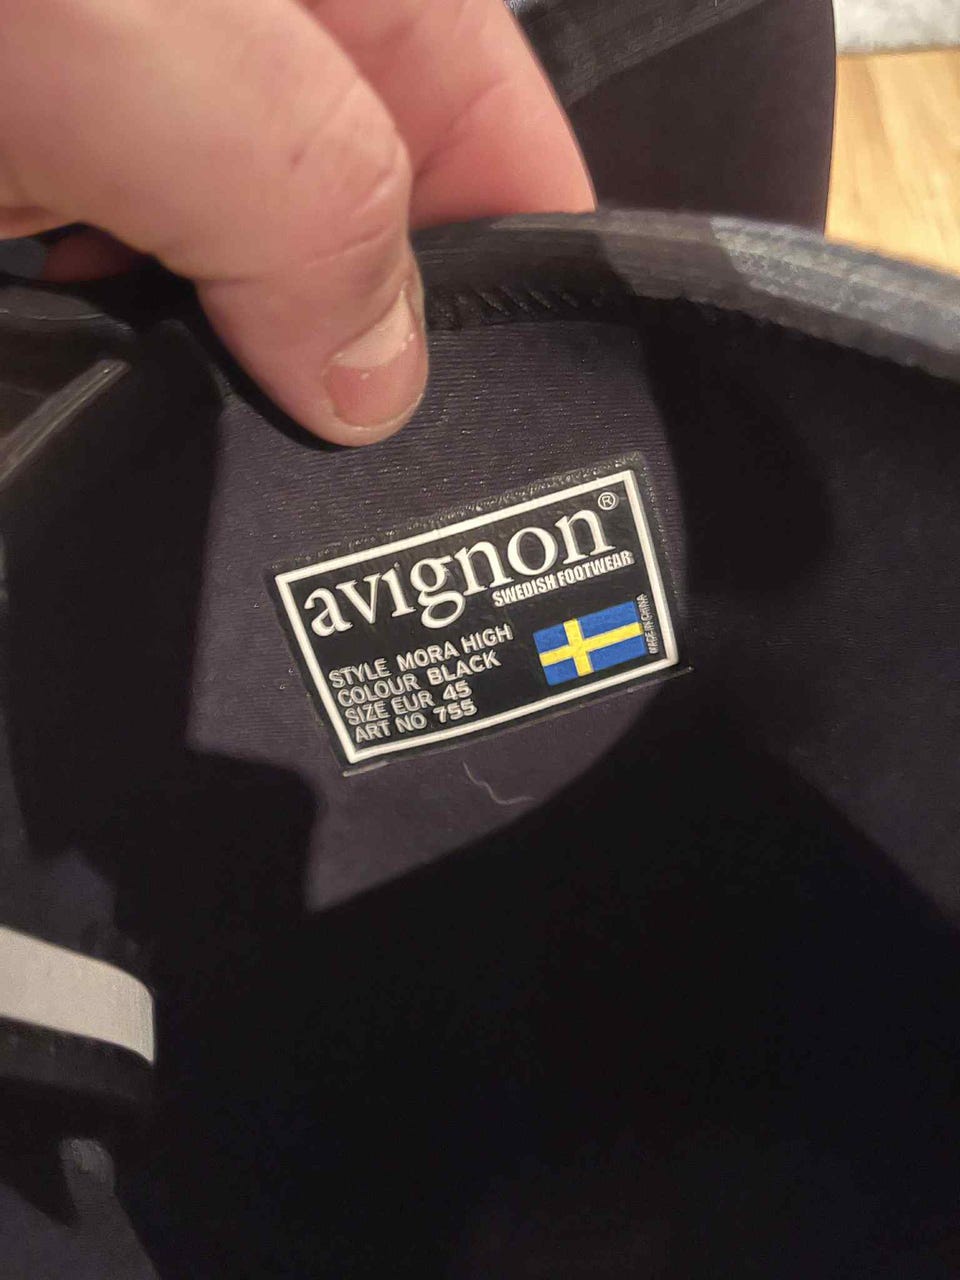 avignon®
SWEDISH FOOTWEAR
STYLE MORA HIGH
COLOUR BLACK
SIZE EUR 45
ART NO 755
MADE IN CHINA